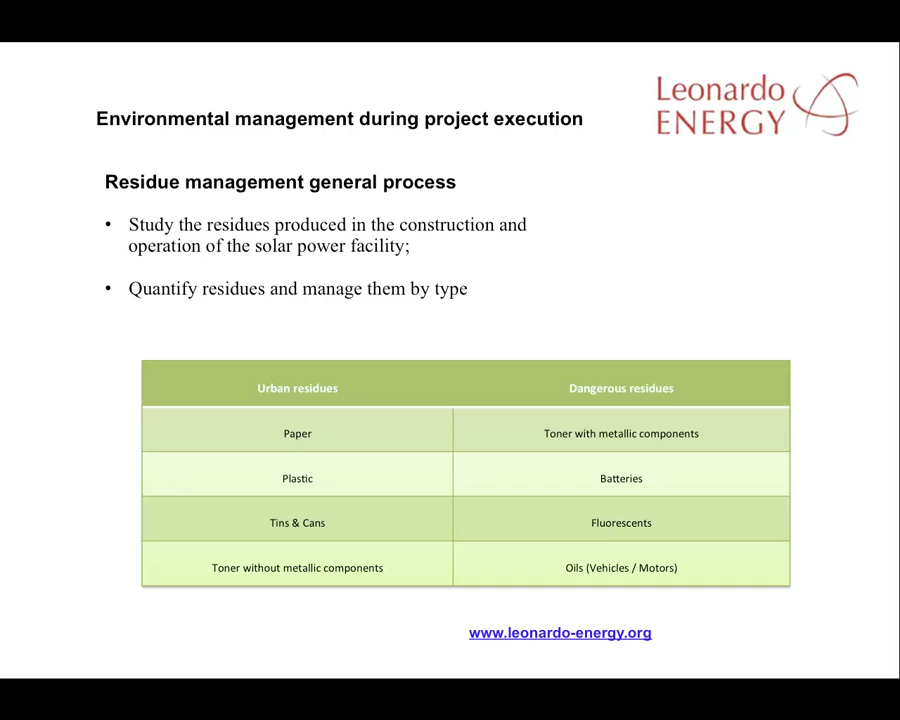 Leonardo
ENERGY
Environmental management during project execution
Residue management general process
• Study the residues produced in the construction and
operation of the solar power facility;
• Quantify residues and manage them by type
Urban residues Dangerous residues
Paper Toner with metallic components
Plastic Batteries
Tins & Cans Fluorescents
Toner without metallic components Oils (Vehicles / Motors)
www.leonardo-energy.org